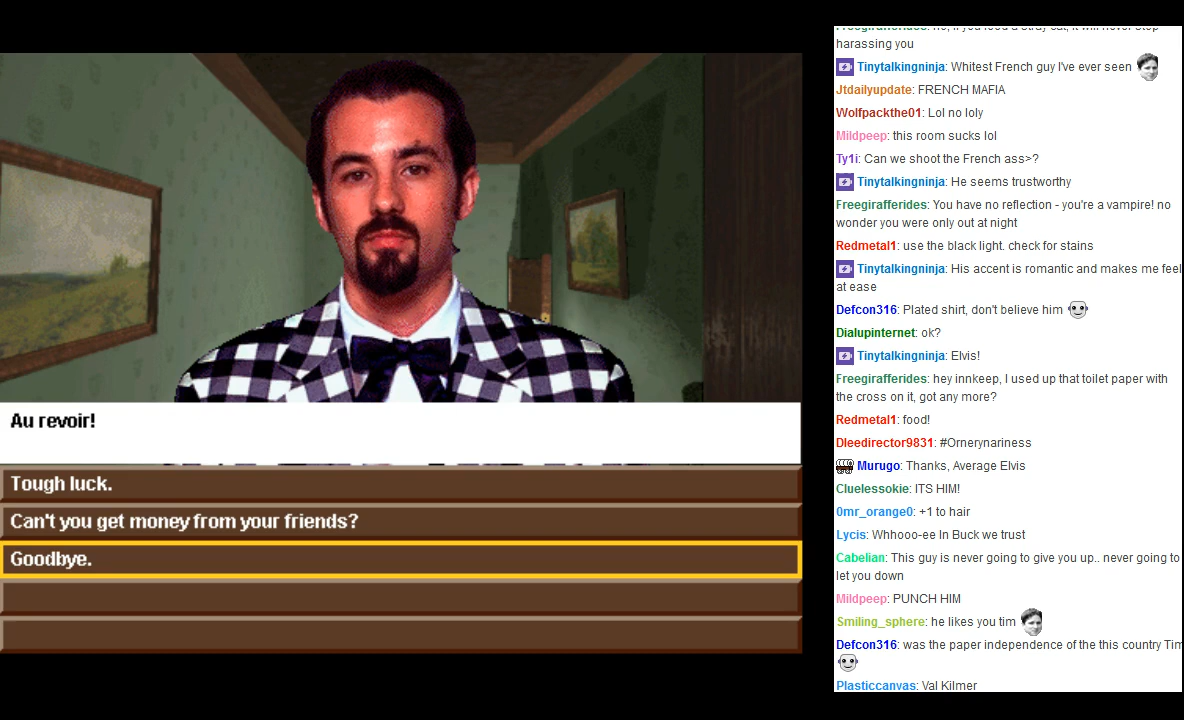 Au revoir!
Tough luck.
Can't you get money from your friends?
Goodbye.
harassing you
Tinytalkingninja: Whitest French guy I've ever seen
Jtdailyupdate: FRENCH MAFIA
Wolfpackthe01: Lol no loly
Mildpeep: this room sucks lol
Ty1i: Can we shoot the French ass>?
Tinytalkingninja: He seems trustworthy
Freegirafferides: You have no reflection - you're a vampire! no
wonder you were only out at night
Redmetal1: use the black light. check for stains
Tinytalkingninja: His accent is romantic and makes me feel
at ease
Defcon316: Plated shirt, don't believe him
Dialupinternet: ok?
Tinytalkingninja: Elvis!
Freegirafferides: hey innkeep, I used up that toilet paper with
the cross on it, got any more?
Redmetal1: food!
Dleedirector9831: #Ornerynariness
Murugo: Thanks, Average Elvis
Cluelessokie: ITS HIM!
0mr_orange0: +1 to hair
Lycis: Whhooo-ee In Buck we trust
Cabelian: This guy is never going to give you up.. never going to
let you down
Mildpeep: PUNCH HIM
Smiling_sphere: he likes you tim
Defcon316: was the paper independence of the this country Tim
Plasticcanvas: Val Kilmer